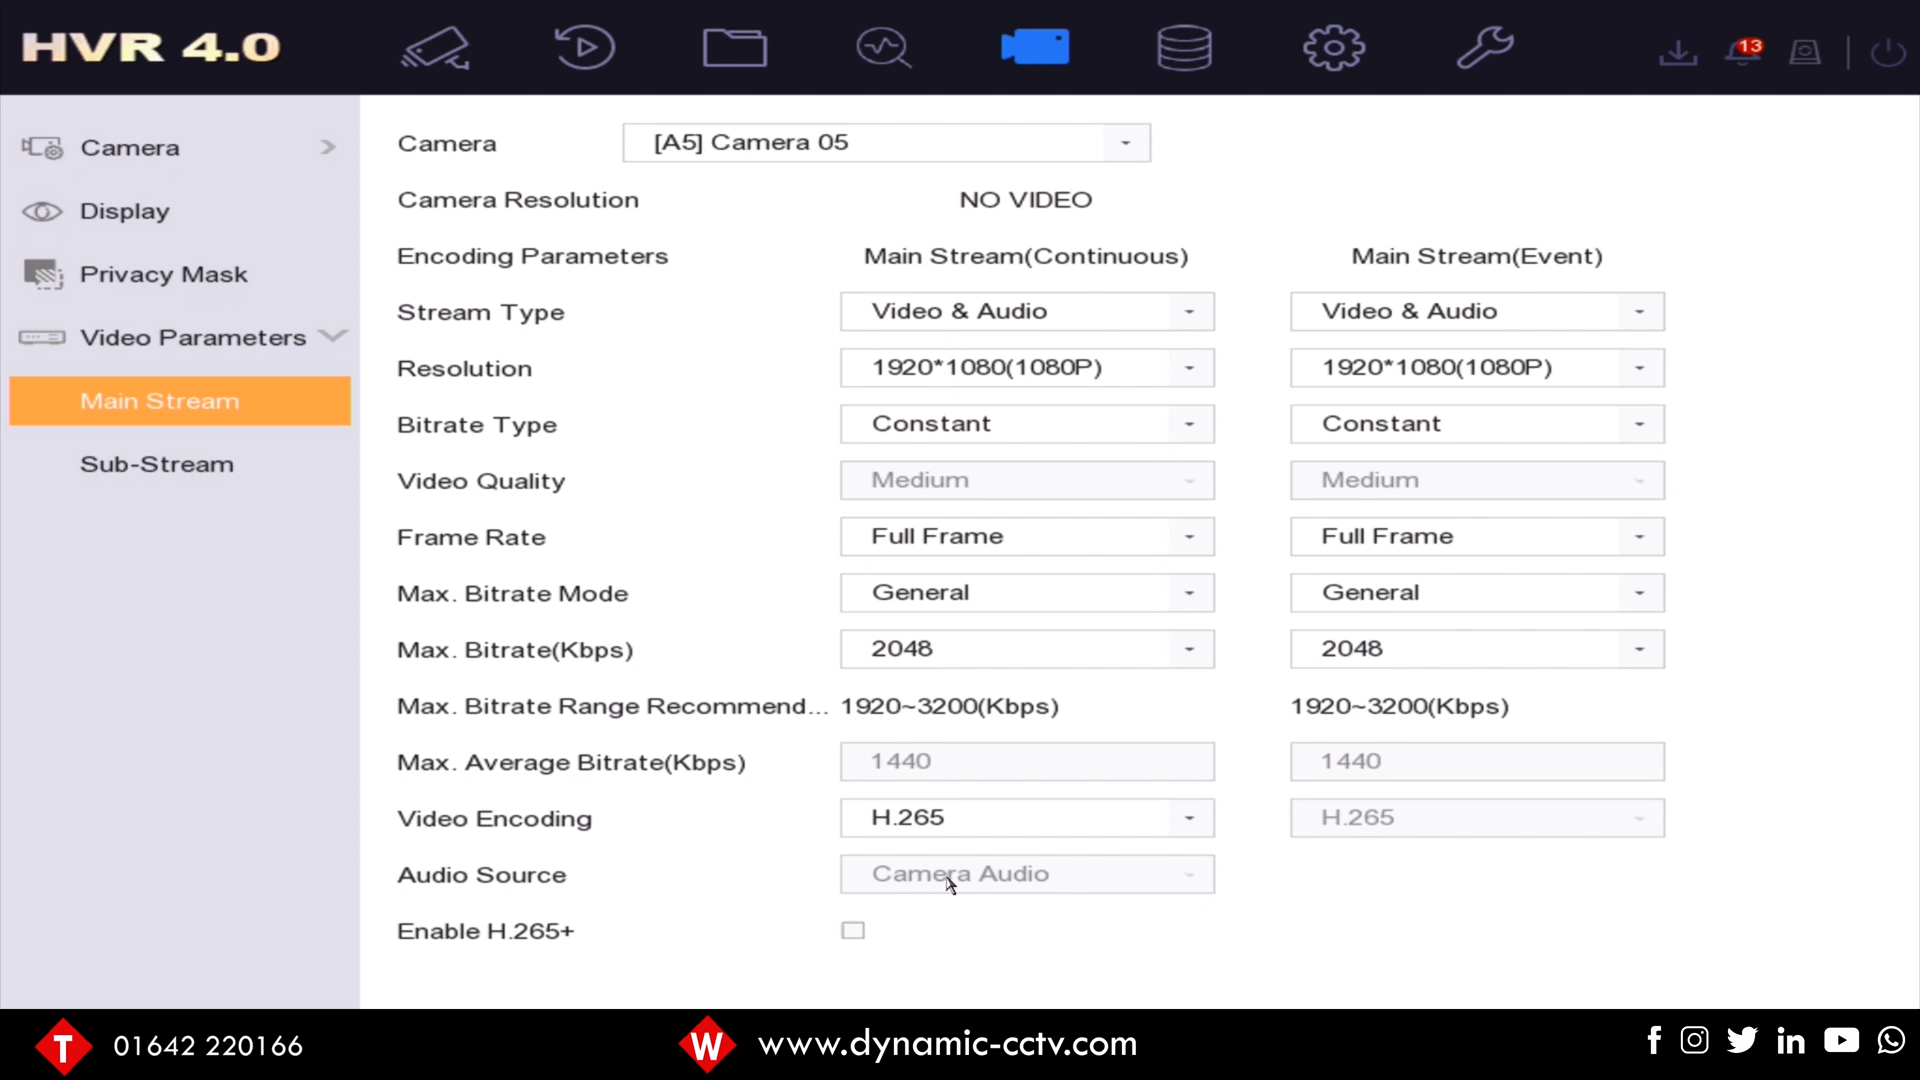 HVR 4.0
13
Camera
Display
Privacy Mask
Video Parameters
Main Stream
Sub-Stream
Camera [A5] Camera 05
Camera Resolution NO VIDEO
Encoding Parameters Main Stream(Continuous) Main Stream(Event)
Stream Type Video & Audio Video & Audio
Resolution 1920*1080(1080P) 1920*1080(1080P)
Bitrate Type Constant Constant
Video Quality Medium Medium
Frame Rate Full Frame Full Frame
Max. Bitrate Mode General General
Max. Bitrate(Kbps) 2048 2048
Max. Bitrate Range Recommend... 1920~3200(Kbps) 1920~3200(Kbps)
Max. Average Bitrate(Kbps) 1440 1440
Video Encoding H.265 H.265
Audio Source Camera Audio
Enable H.265+
T 01642 220166 W www.dynamic-cctv.com